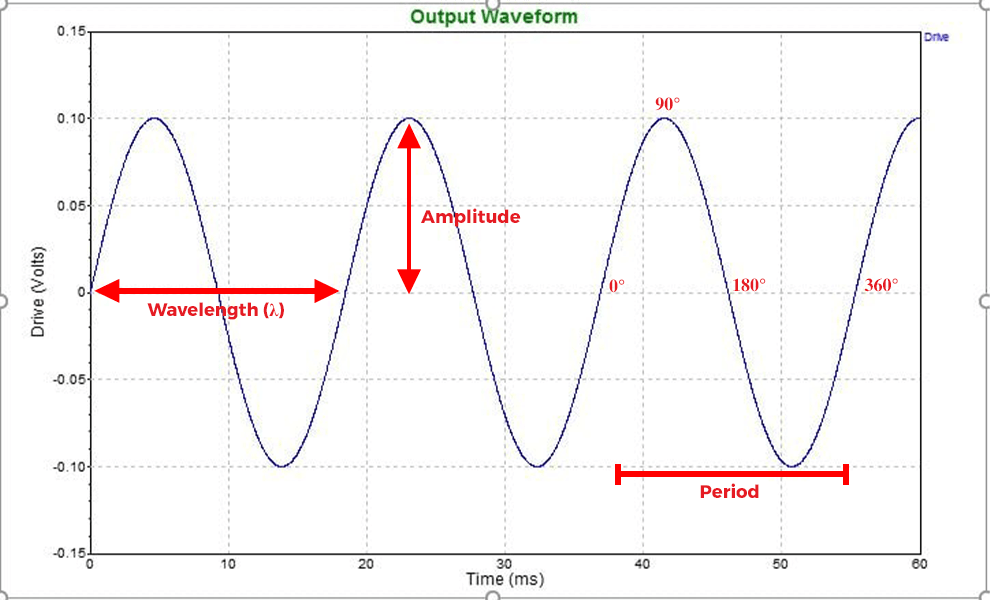 Output Waveform
Drive
0.15
0.10
0.05
0
-0.05
-0.10
-0.15
Drive (Volts)
90°
Amplitude
0°
180°
360°
Wavelength (λ)
Period
0
10
20
30
40
50
60
Time (ms)